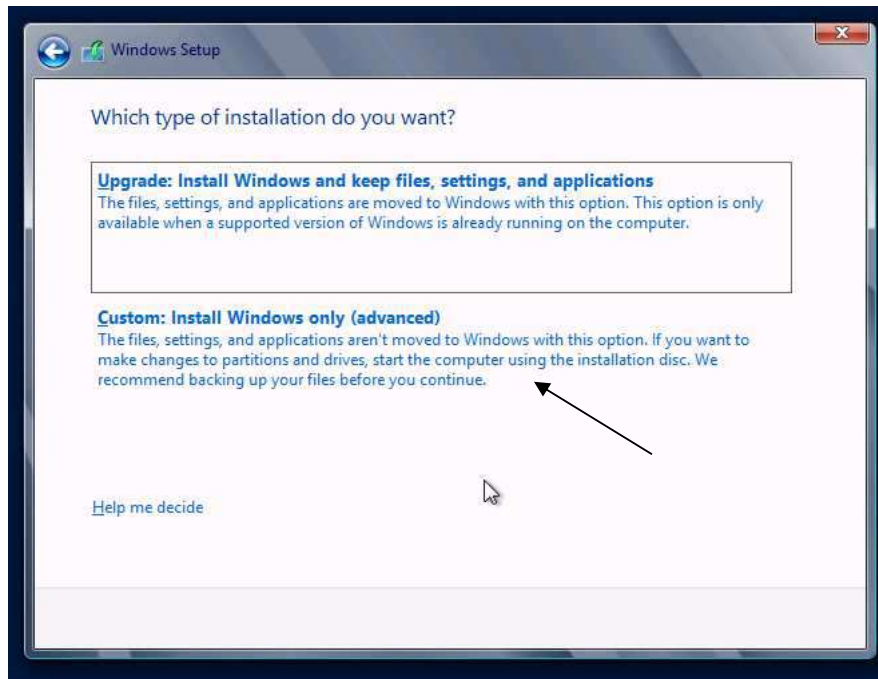 Windows Setup
Which type of installation do you want?
Upgrade: Install Windows and keep files, settings, and applications
The files, settings, and applications are moved to Windows with this option. This option is only
available when a supported version of Windows is already running on the computer.
Custom: Install Windows only (advanced)
The files, settings, and applications aren't moved to Windows with this option. If you want to
make changes to partitions and drives, start the computer using the installation disc. We
recommend backing up your files before you continue.
Help me decide